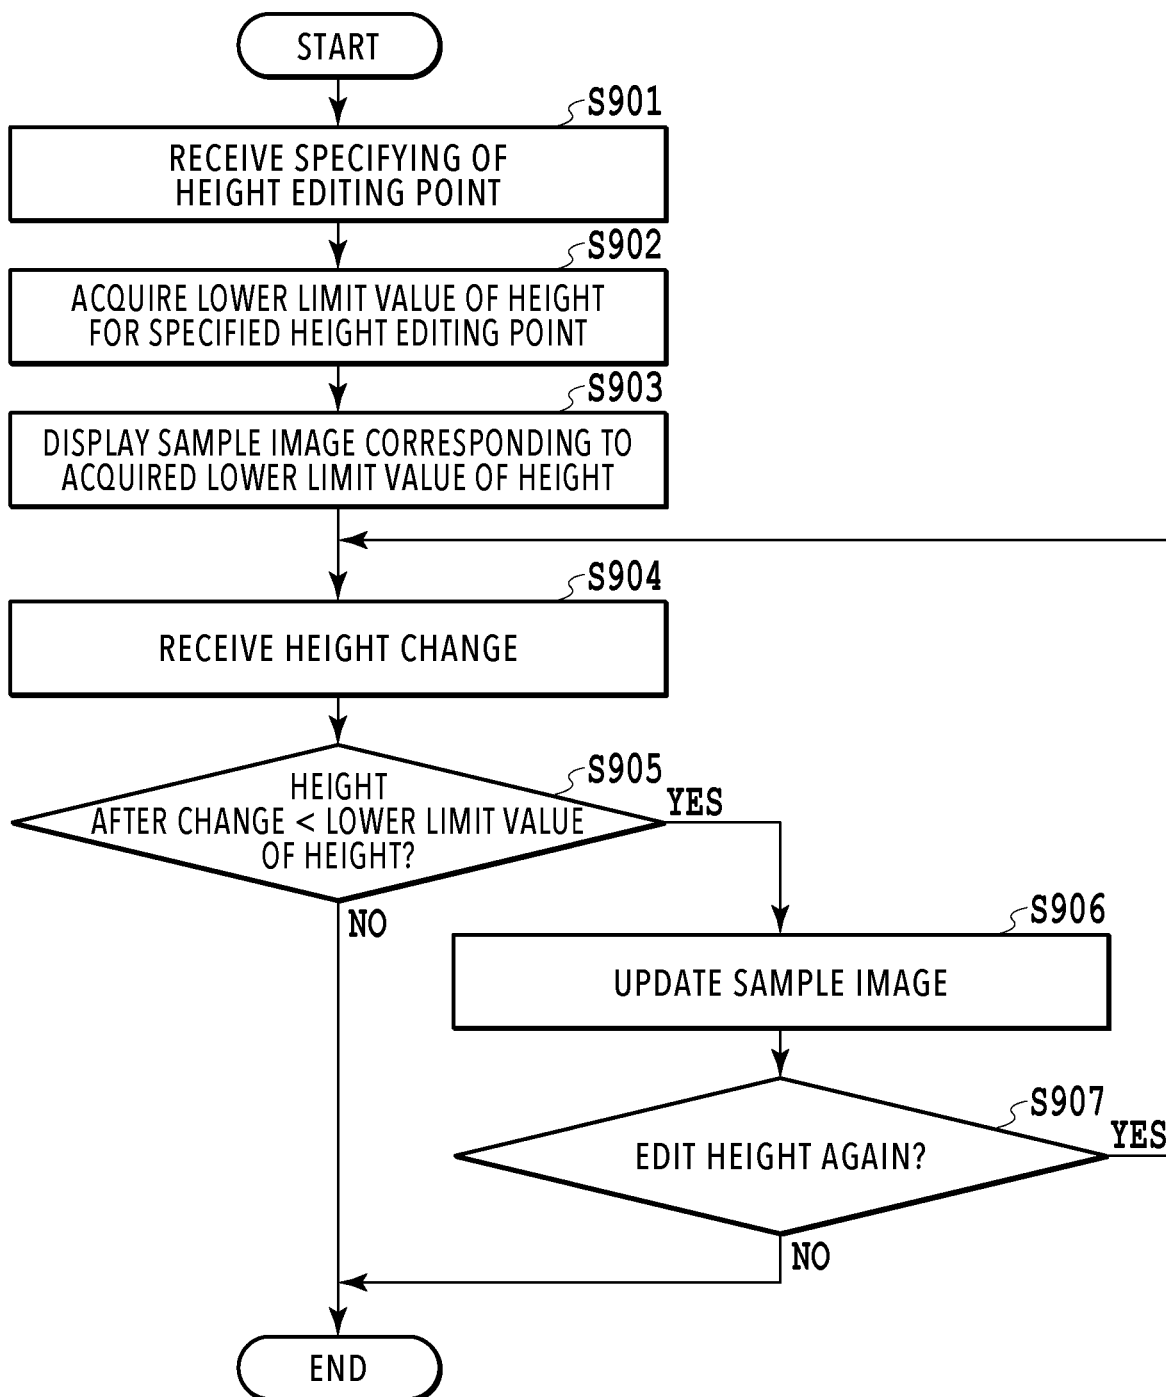 START
S901
RECEIVE SPECIFYING OF
HEIGHT EDITING POINT
S902
ACQUIRE LOWER LIMIT VALUE OF HEIGHT
FOR SPECIFIED HEIGHT EDITING POINT
S903
DISPLAY SAMPLE IMAGE CORRESPONDING TO
ACQUIRED LOWER LIMIT VALUE OF HEIGHT
S904
RECEIVE HEIGHT CHANGE
S905
HEIGHT
AFTER CHANGE < LOWER LIMIT VALUE
OF HEIGHT?
YES
NO
S906
UPDATE SAMPLE IMAGE
S907
EDIT HEIGHT AGAIN?
YES
NO
END